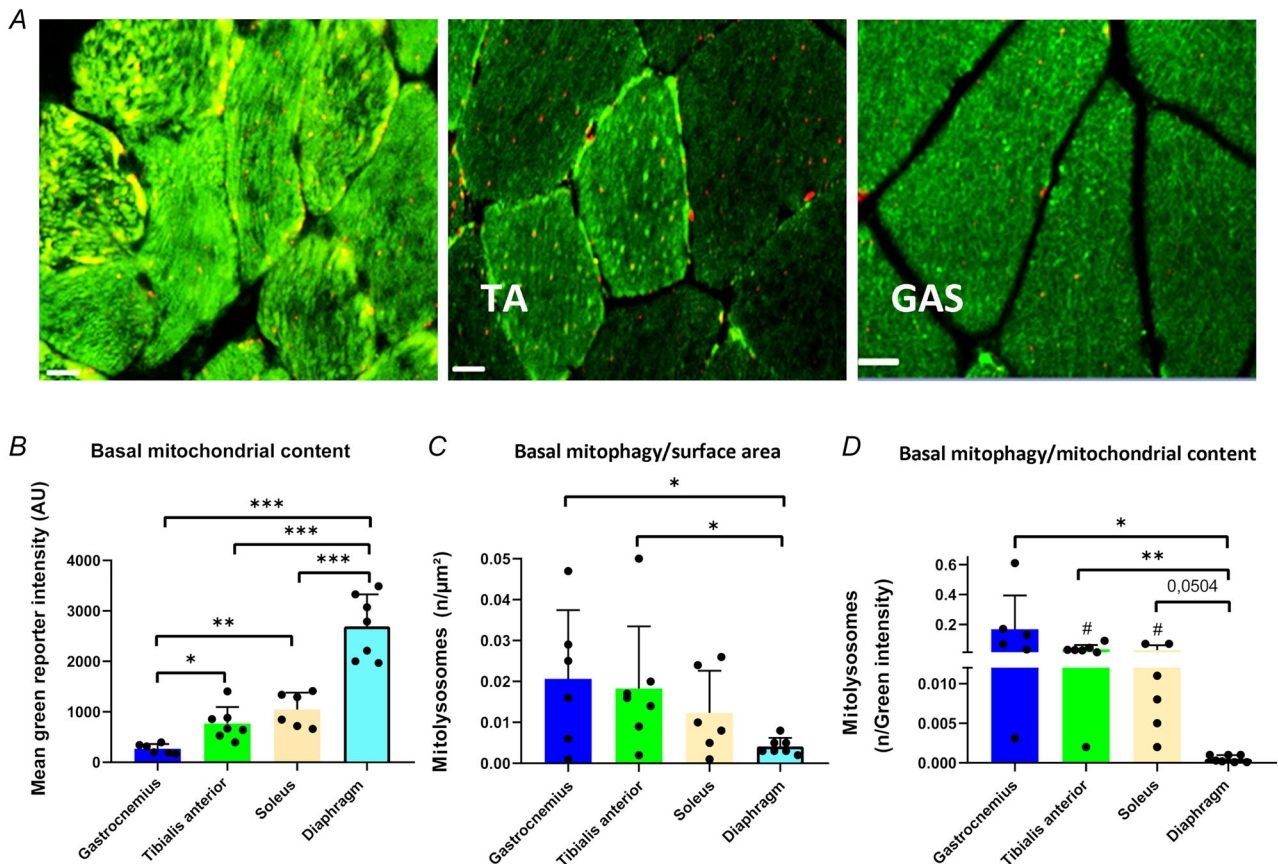 A
TA
GAS
B
Basal mitochondrial content
Mean green reporter intensity (AU)
4000
3000
2000
1000
0
***
***
***
**
*
Gastrocnemius
Tibialis anterior
Soleus
Diaphragm
C
Basal mitophagy/surface area
Mitolysosomes (n/µm²)
0.05
0.04
0.03
0.02
0.01
0.00
*
*
Gastrocnemius
Tibialis anterior
Soleus
Diaphragm
D
Basal mitophagy/mitochondrial content
Mitolysosomes
(n/Green intensity)
0.6
0.4
0.2
0.010
0.005
0.000
*
**
0,0504
#
#
Gastrocnemius
Tibialis anterior
Soleus
Diaphragm